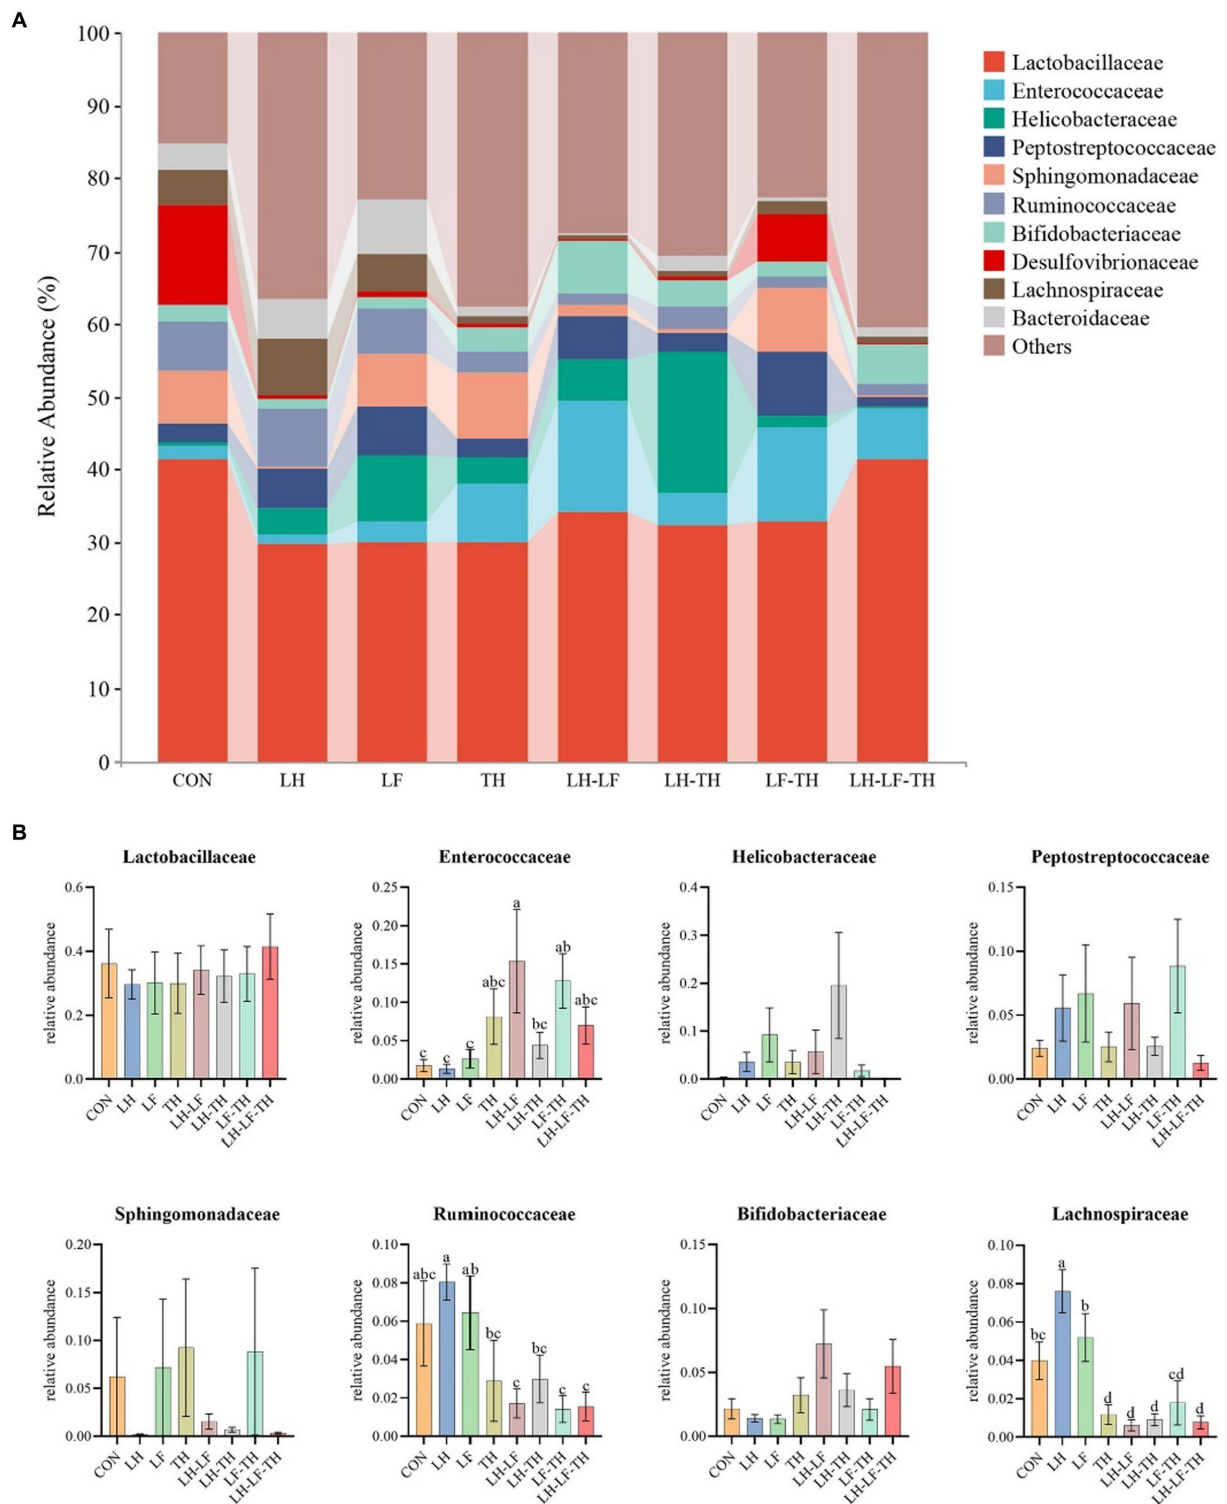 A
100
90
80
70
60
50
40
30
20
10
0
Relative Abundance (%)
CON LH LF TH LH-LF LH-TH LF-TH LH-LF-TH
Lactobacillaceae
Enterococcaceae
Helicobacteraceae
Peptostreptococcaceae
Sphingomonadaceae
Ruminococcaceae
Bifidobacteriaceae
Desulfovibrionaceae
Lachnospiraceae
Bacteroidaceae
Others
B
Lactobacillaceae
relative abundance
0.6
0.4
0.2
0.0
CON LH LF TH LH-LF LH-TH LF-TH LH-LF-TH
Enterococcaceae
relative abundance
0.25
0.20
0.15
0.10
0.05
0.00
c c c abc a bc ab abc
CON LH LF TH LH-LF LH-TH LF-TH LH-LF-TH
Helicobacteraceae
relative abundance
0.4
0.3
0.2
0.1
0.0
CON LH LF TH LH-LF LH-TH LF-TH LH-LF-TH
Peptostreptococcaceae
relative abundance
0.15
0.10
0.05
0.00
CON LH LF TH LH-LF LH-TH LF-TH LH-LF-TH
Sphingomonadaceae
relative abundance
0.20
0.15
0.10
0.05
0.00
CON LH LF TH LH-LF LH-TH LF-TH LH-LF-TH
Ruminococcaceae
relative abundance
0.10
0.08
0.06
0.04
0.02
0.00
abc a ab bc c bc c c
CON LH LF TH LH-LF LH-TH LF-TH LH-LF-TH
Bifidobacteriaceae
relative abundance
0.15
0.10
0.05
0.00
CON LH LF TH LH-LF LH-TH LF-TH LH-LF-TH
Lachnospiraceae
relative abundance
0.10
0.08
0.06
0.04
0.02
0.00
bc a b d d d cd d
CON LH LF TH LH-LF LH-TH LF-TH LH-LF-TH